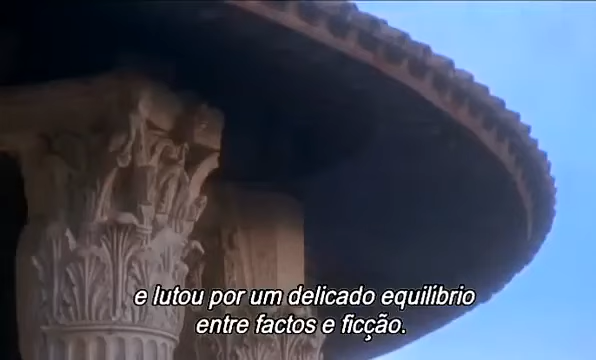 e lutou por um delicado equilíbrio
entre factos e ficção.